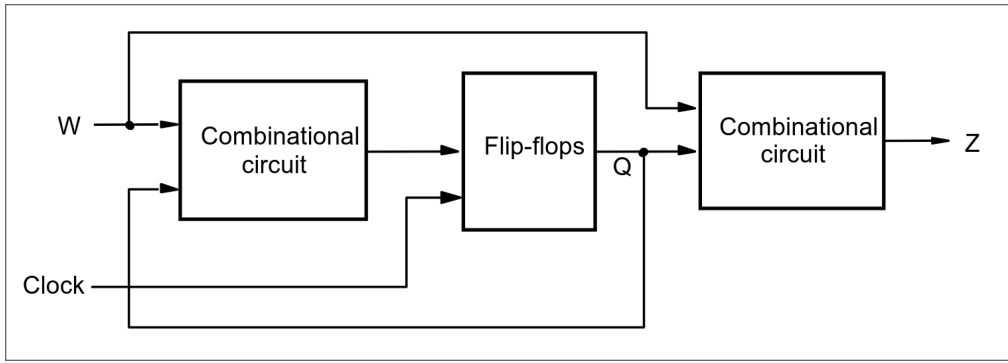 W
Combinational
circuit
Flip-flops
Q
Combinational
circuit
Z
Clock